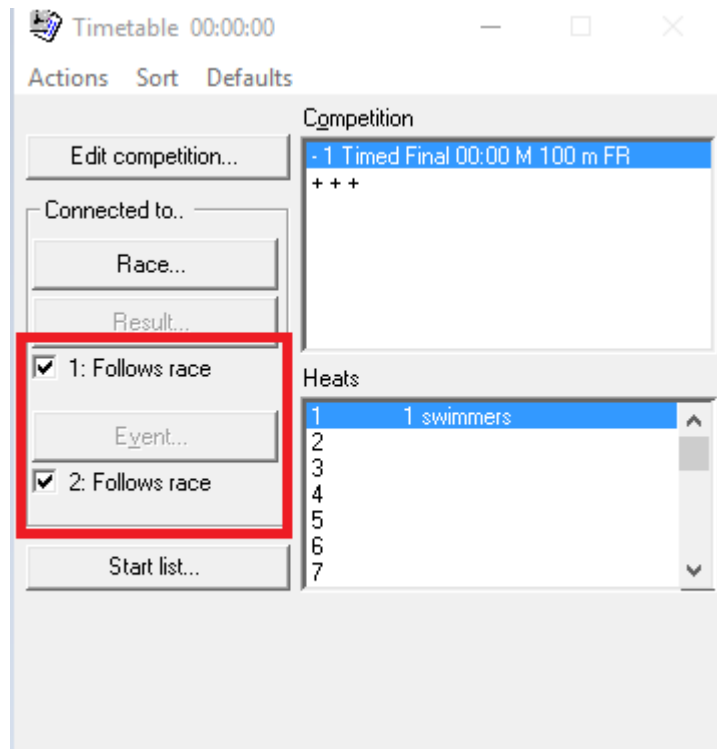 Timetable 00:00:00
Actions Sort Defaults
Edit competition...
Connected to..
Race...
Result...
1: Follows race
Event...
2: Follows race
Start list...
Competition
- 1 Timed Final 00:00 M 100 m FR
+ + +
Heats
1 1 swimmers
2
3
4
5
6
7